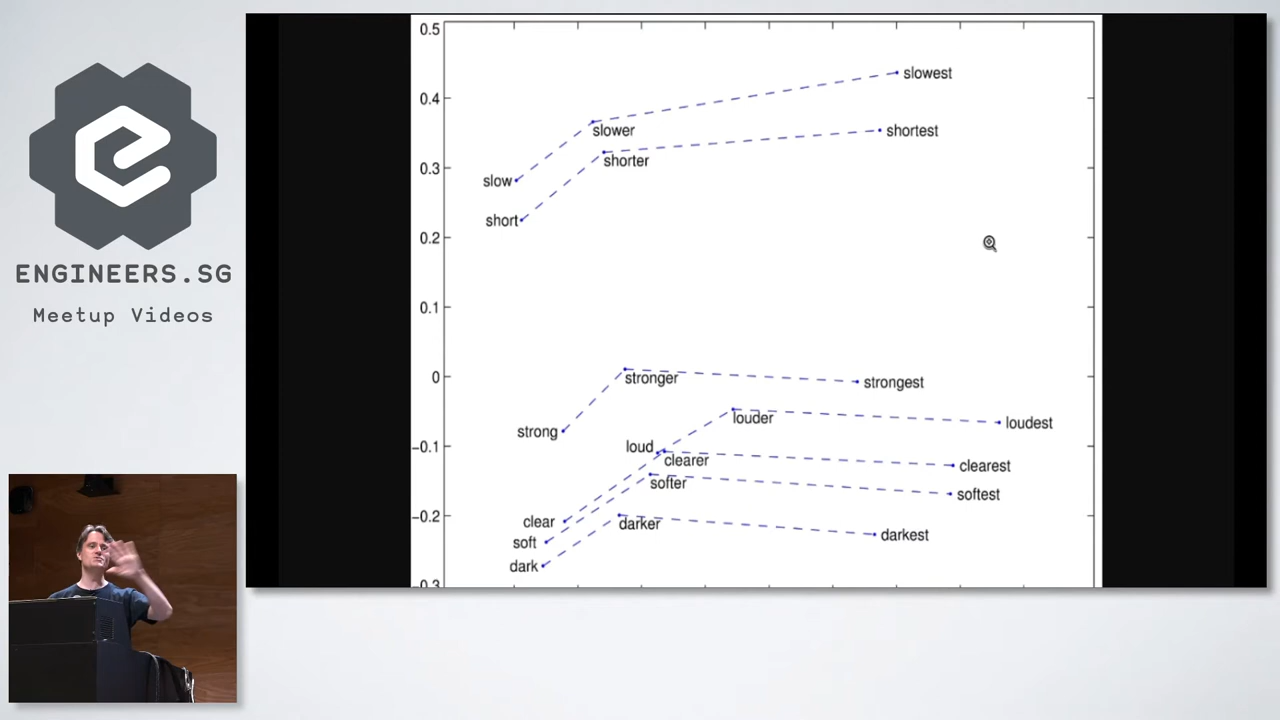 ENGINEERS.SG
Meetup Videos
0.5
0.4
0.3
0.2
0.1
0
−0.1
−0.2
−0.3
slowest
slower
shortest
shorter
slow
short
stronger
strongest
strong
louder
loudest
loud
clearer
clearest
softer
softest
clear
darker
soft
darkest
dark